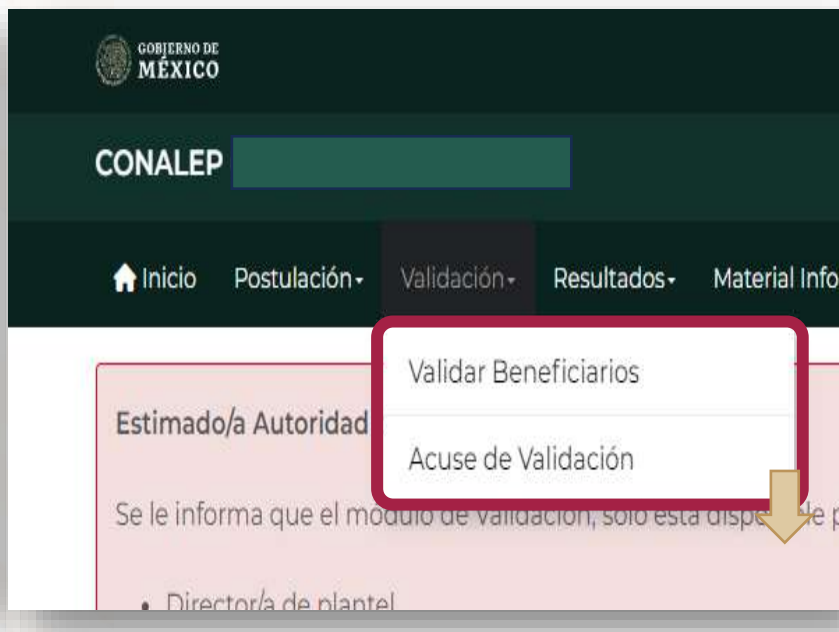 GOBIERNO DE
MÉXICO
CONALEP
Inicio Postulación Validación Resultados Material Info
Validar Beneficiarios
Acuse de Validación
Estimado/a Autoridad
Se le informa que el módulo de validación, solo está
Director/a de plantel